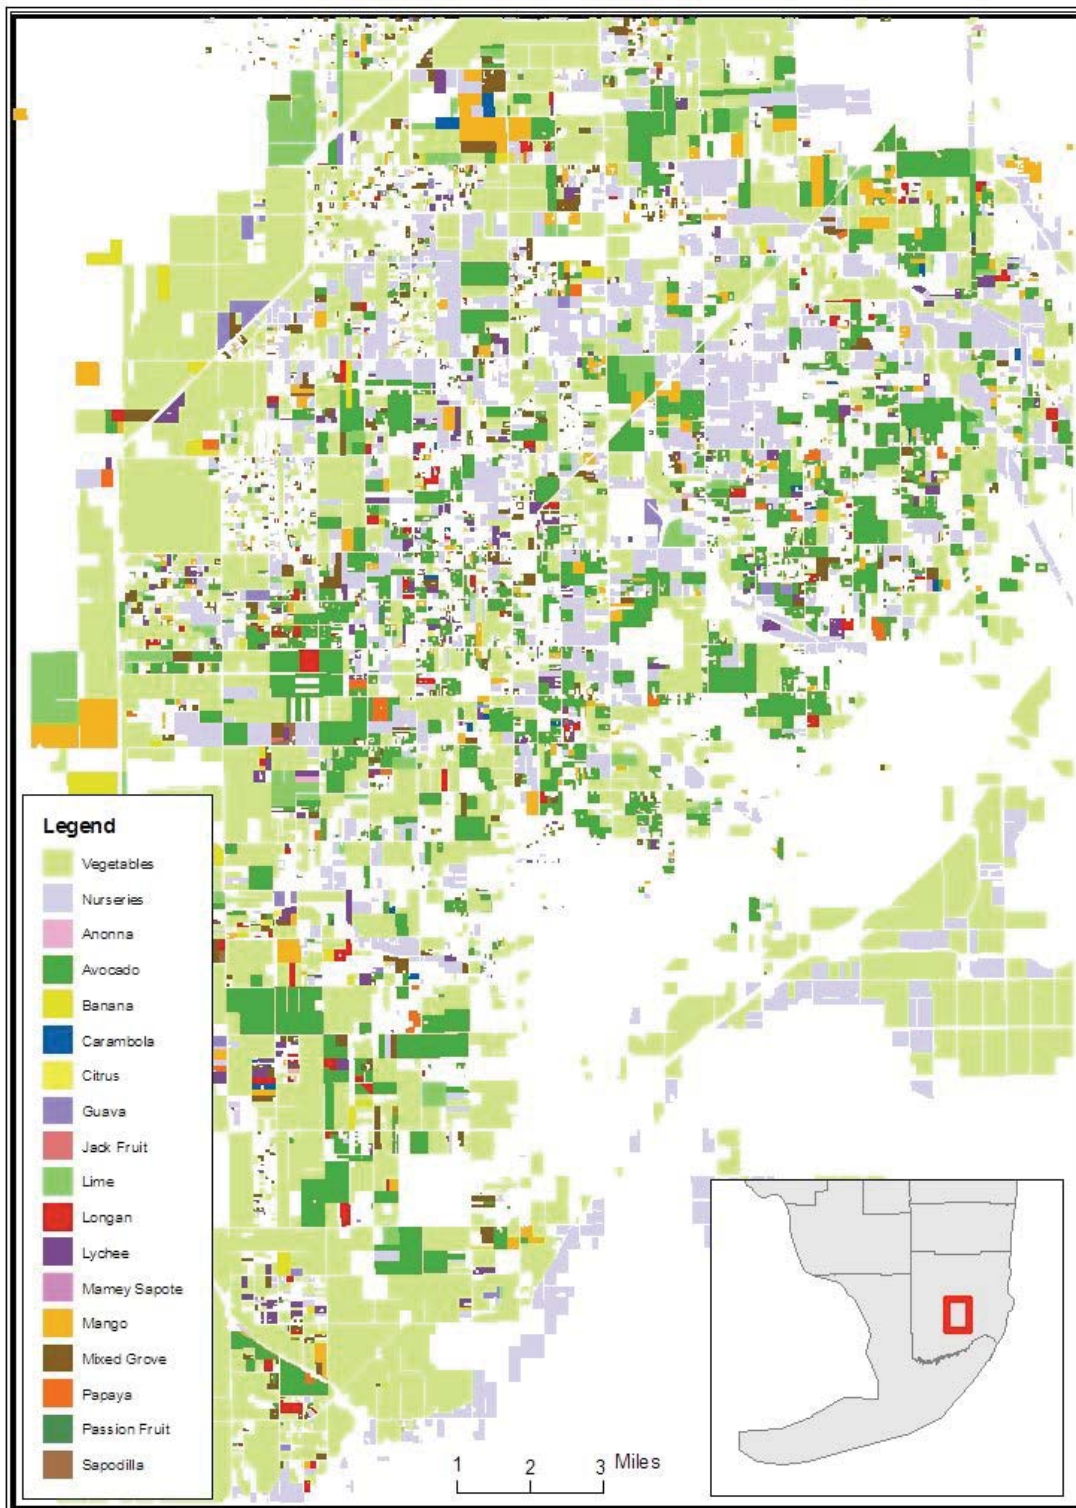 Legend
Vegetables
Nurseries
Anonna
Avocado
Banana
Carambola
Citrus
Guava
Jack Fruit
Lime
Longan
Lychee
Mamey Sapote
Mango
Mixed Grove
Papaya
Passion Fruit
Sapodilla
1 2 3 Miles